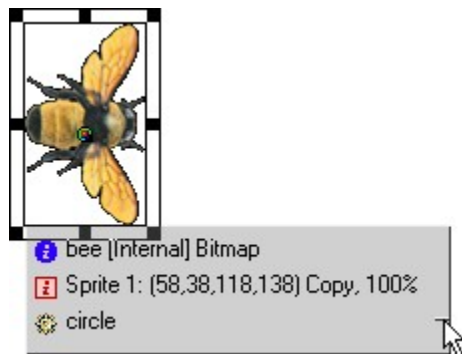 bee [Internal] Bitmap
Sprite 1: (58,38,118,138) Copy, 100%
circle